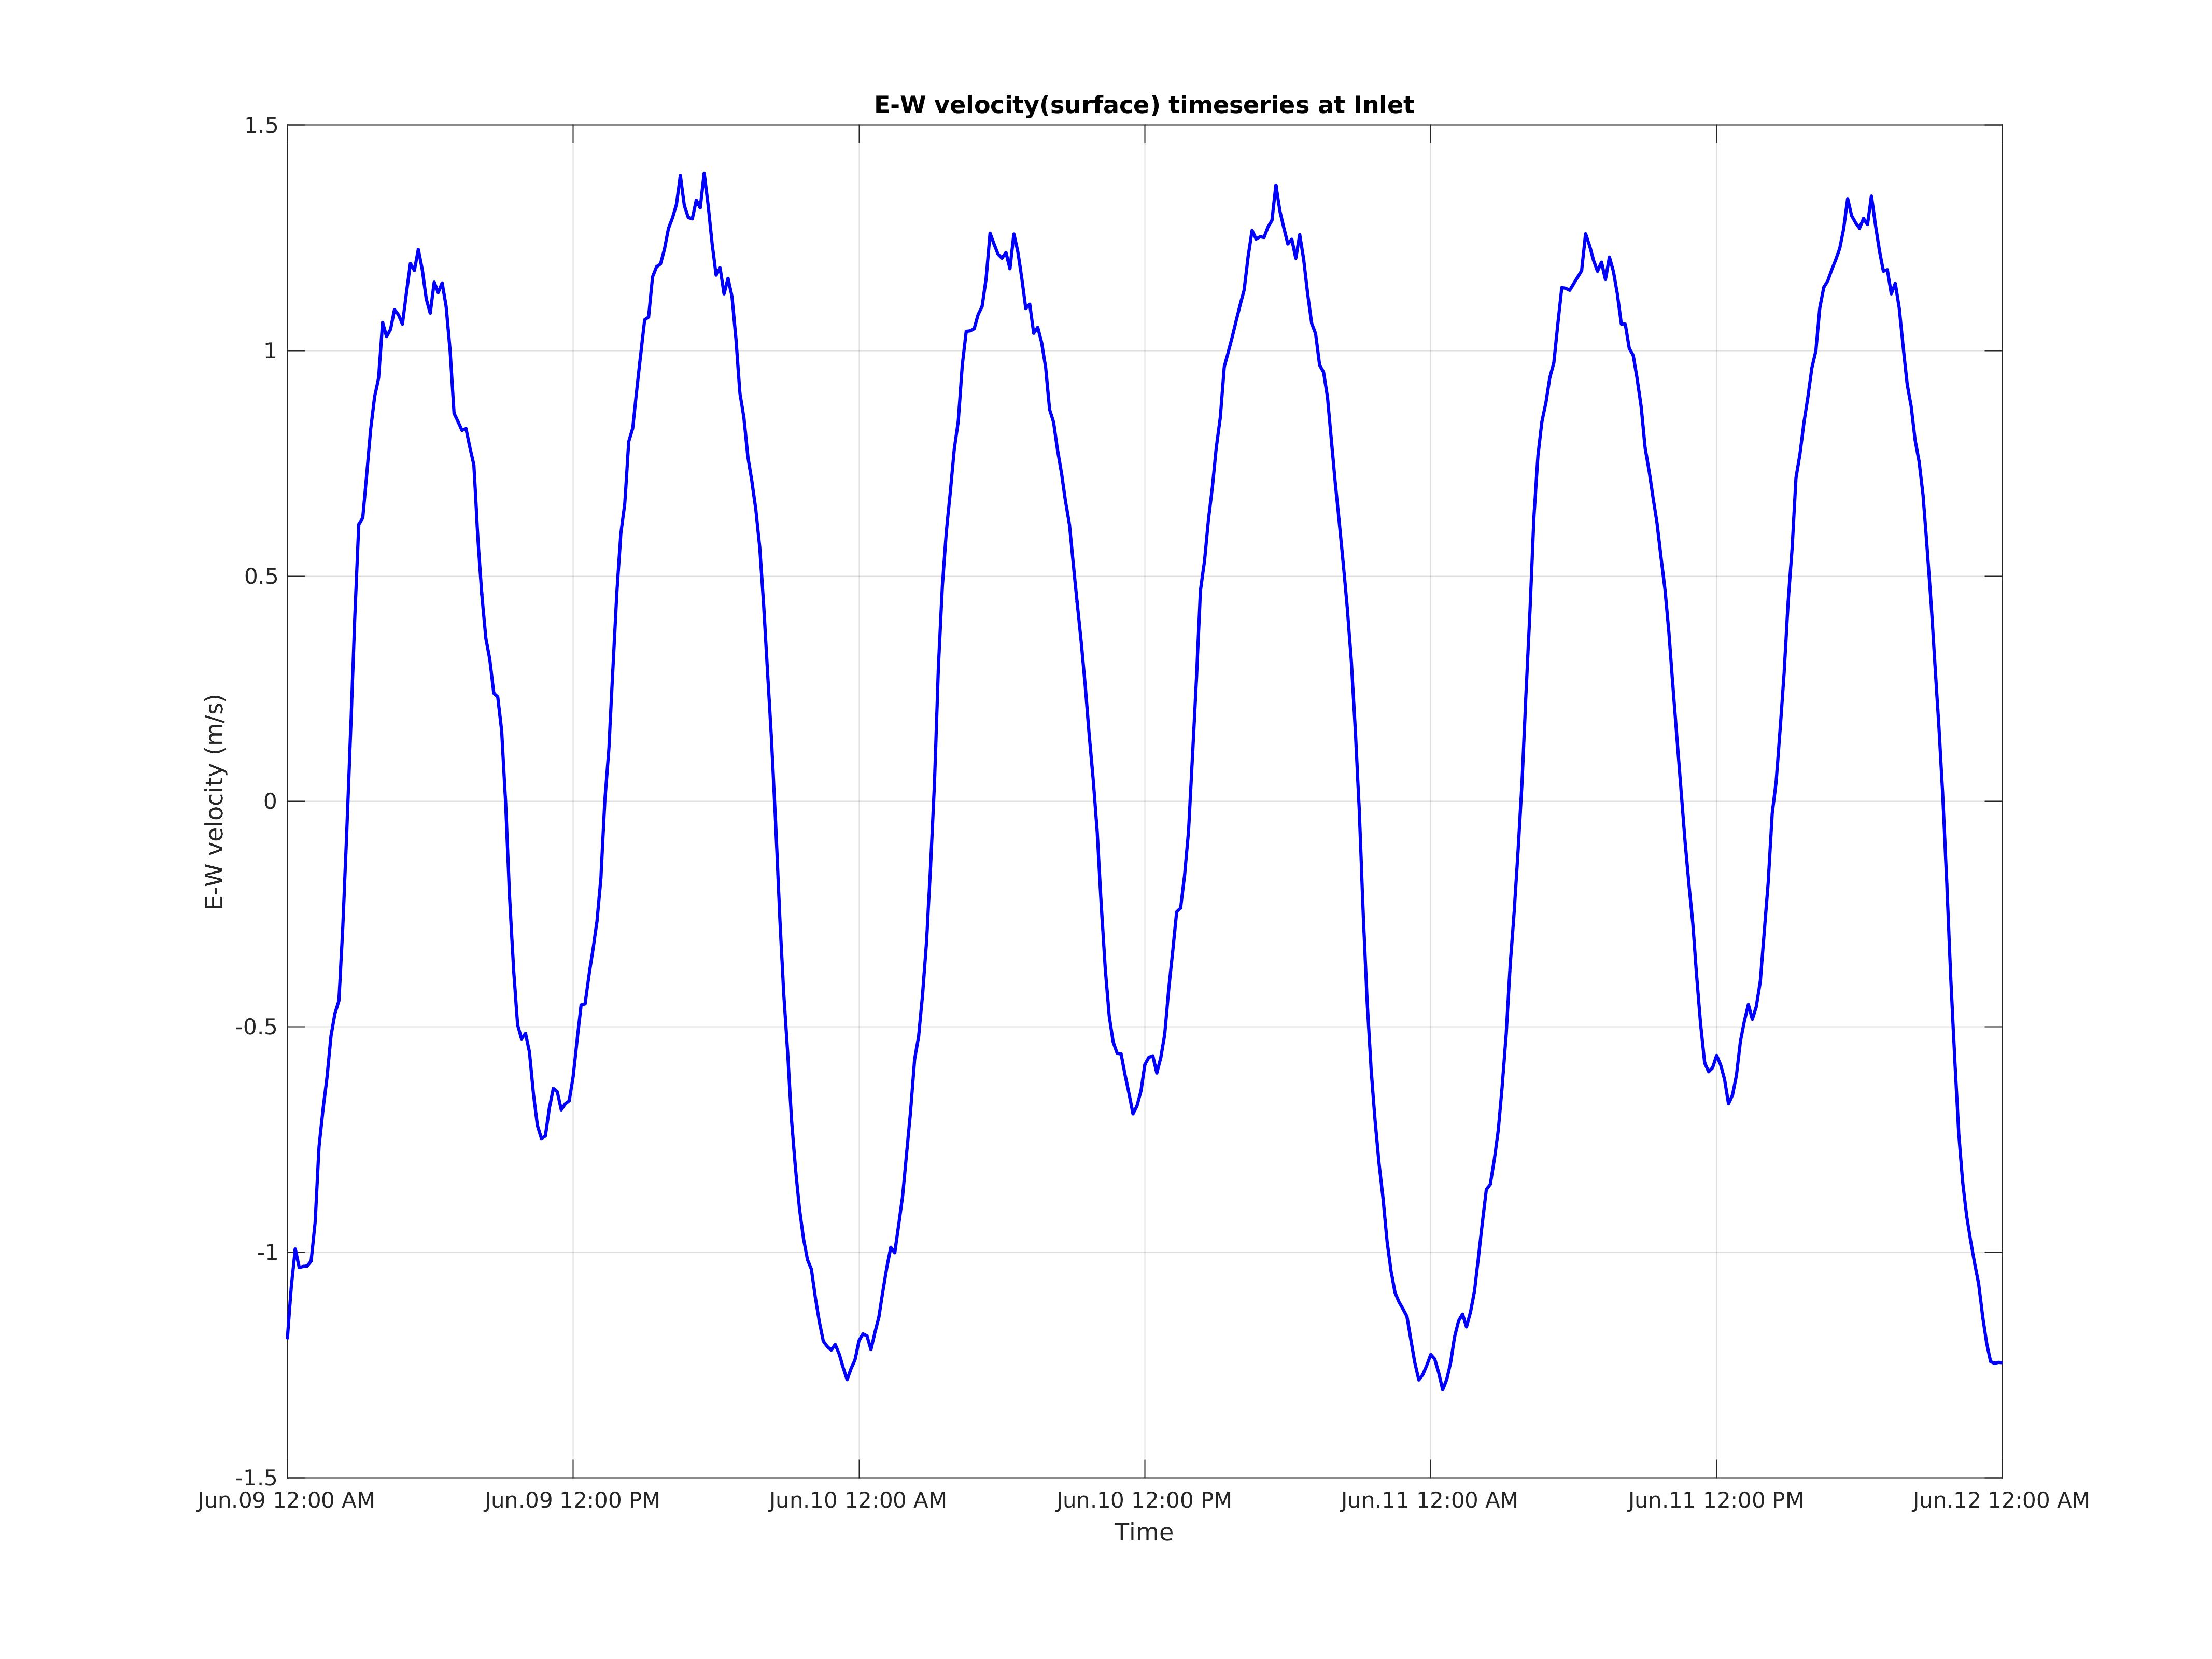 E-W velocity(surface) timeseries at Inlet
1.5
1
0.5
0
-0.5
-1
-1.5
E-W velocity (m/s)
Jun.09 12:00 AM
Jun.09 12:00 PM
Jun.10 12:00 AM
Jun.10 12:00 PM
Jun.11 12:00 AM
Jun.11 12:00 PM
Jun.12 12:00 AM
Time